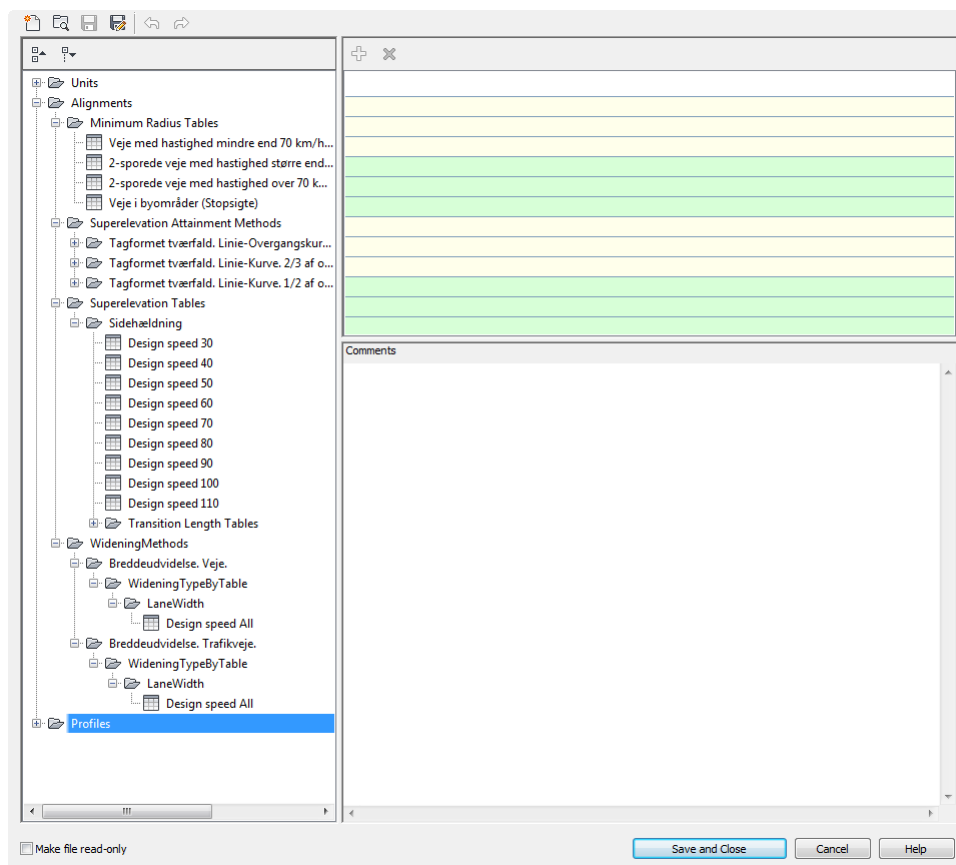 Units
Alignments
Minimum Radius Tables
Veje med hastighed mindre end 70 km/h...
2-sporede veje med hastighed større end...
2-sporede veje med hastighed over 70 k...
Veje i byområder (Stopsigte)
Superelevation Attainment Methods
Tagformet tværfald. Linie-Overgangskur...
Tagformet tværfald. Linie-Kurve. 2/3 af o...
Tagformet tværfald. Linie-Kurve. 1/2 af o...
Superelevation Tables
Sidehældning
Design speed 30
Design speed 40
Design speed 50
Design speed 60
Design speed 70
Design speed 80
Design speed 90
Design speed 100
Design speed 110
Transition Length Tables
WideningMethods
Breddeudvidelse. Veje.
WideningTypeByTable
LaneWidth
Design speed All
Breddeudvidelse. Trafikveje.
WideningTypeByTable
LaneWidth
Design speed All
Profiles
Comments
Make file read-only
Save and Close
Cancel
Help